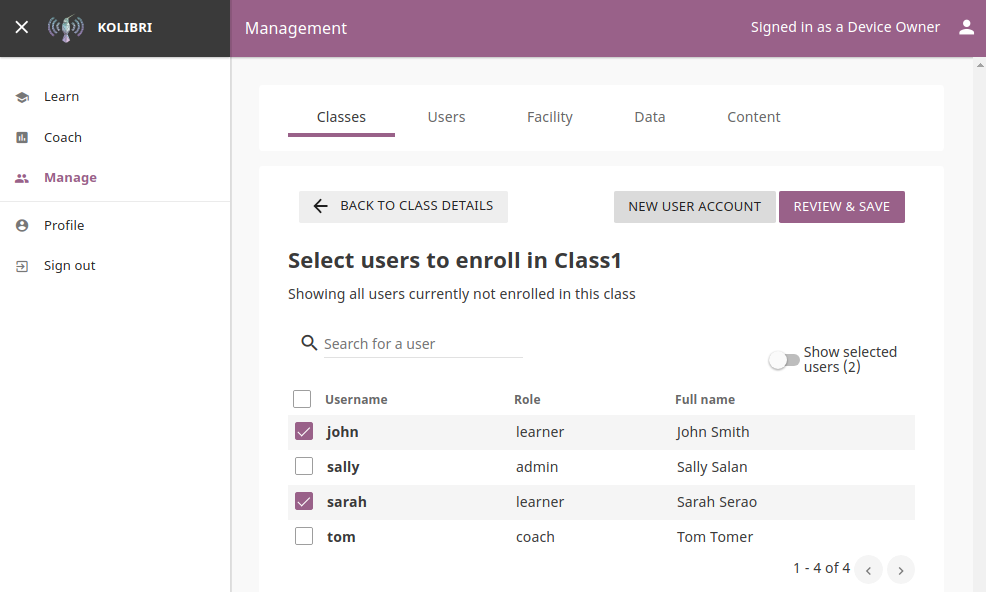 KOLIBRI
Management
Signed in as a Device Owner
Learn
Coach
Manage
Profile
Sign out
Classes Users Facility Data Content
BACK TO CLASS DETAILS
NEW USER ACCOUNT
REVIEW & SAVE
Select users to enroll in Class1
Showing all users currently not enrolled in this class
Search for a user
Show selected
users (2)
Username Role Full name
john learner John Smith
sally admin Sally Salan
sarah learner Sarah Serao
tom coach Tom Tomer
1 - 4 of 4